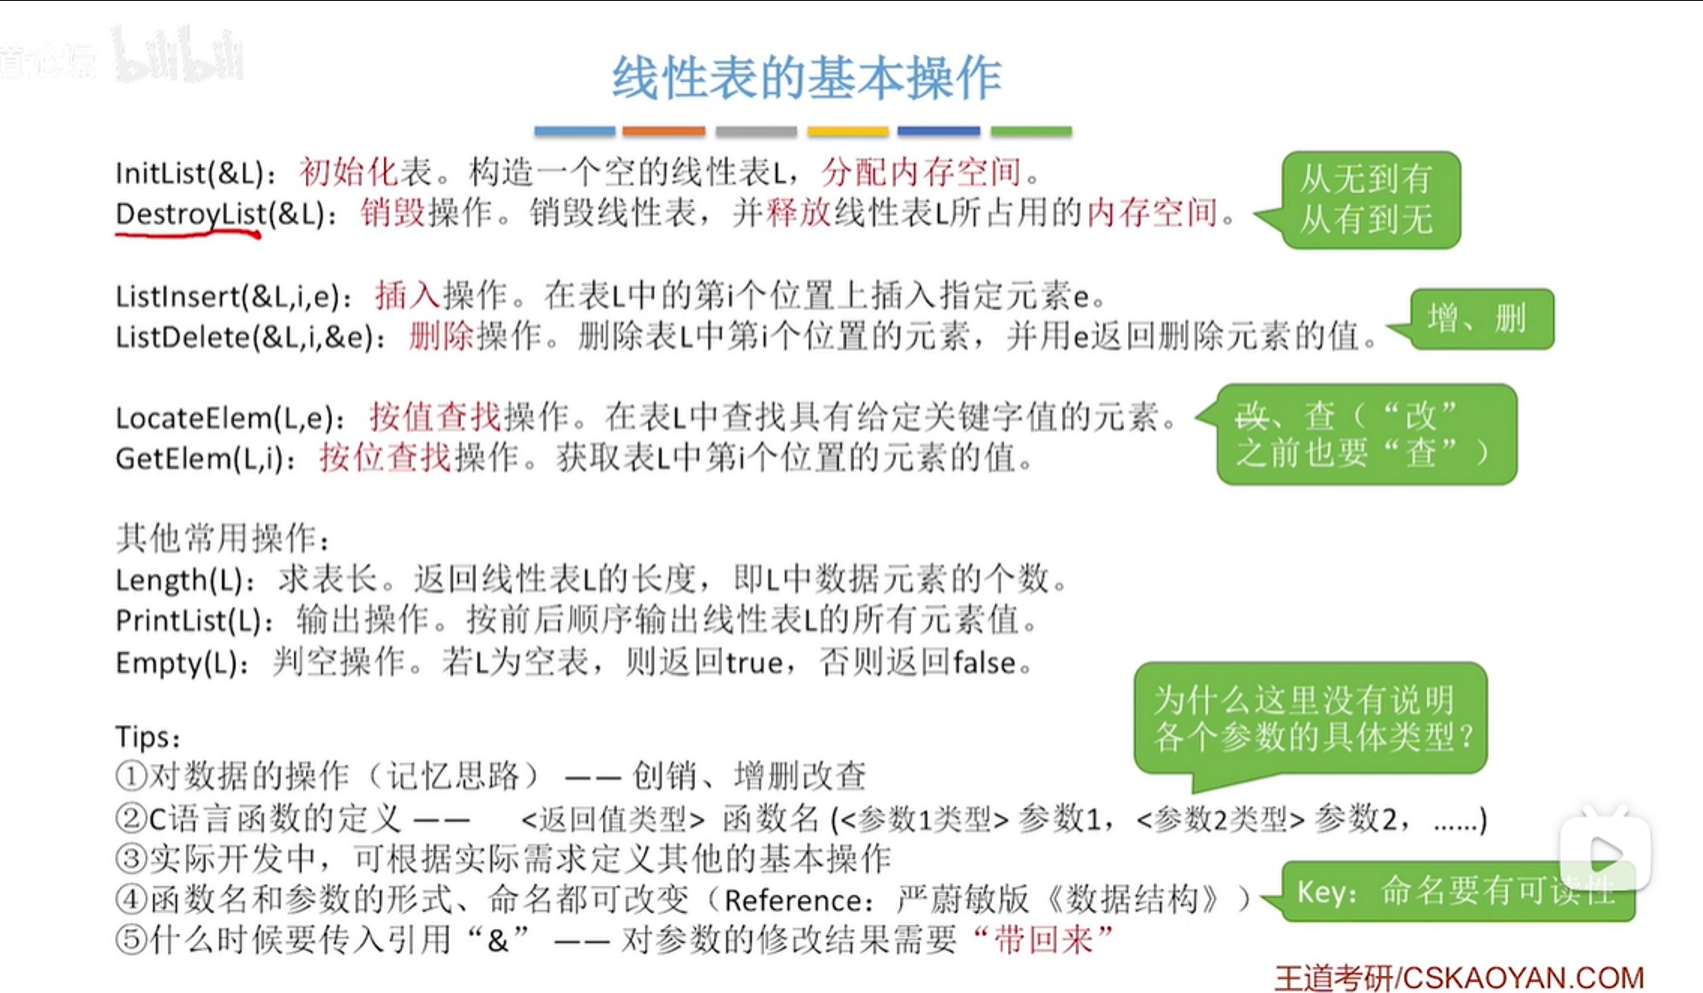 bilibili
线性表的基本操作
InitList(&L)：初始化表。构造一个空的线性表L，分配内存空间。
DestroyList(&L)：销毁操作。销毁线性表，并释放线性表L所占用的内存空间。
从无到有
从有到无
ListInsert(&L,i,e)：插入操作。在表L中的第i个位置上插入指定元素e。
ListDelete(&L,i,&e)：删除操作。删除表L中第i个位置的元素，并用e返回删除元素的值。
增、删
LocateElem(L,e)：按值查找操作。在表L中查找具有给定关键字值的元素。
GetElem(L,i)：按位查找操作。获取表L中第i个位置的元素的值。
改、查（“改”
之前也要“查”）
其他常用操作：
Length(L)：求表长。返回线性表L的长度，即L中数据元素的个数。
PrintList(L)：输出操作。按前后顺序输出线性表L的所有元素值。
Empty(L)：判空操作。若L为空表，则返回true，否则返回false。
为什么这里没有说明
各个参数的具体类型？
Tips：
①对数据的操作（记忆思路） —— 创销、增删改查
②C语言函数的定义 —— <返回值类型> 函数名 (<参数1类型> 参数1，<参数2类型> 参数2，……)
③实际开发中，可根据实际需求定义其他的基本操作
④函数名和参数的形式、命名都可改变（Reference：严蔚敏版《数据结构》）
Key：命名要有可读性
⑤什么时候要传入引用“&” —— 对参数的修改结果需要“带回来”
王道考研/CSKAOYAN.COM